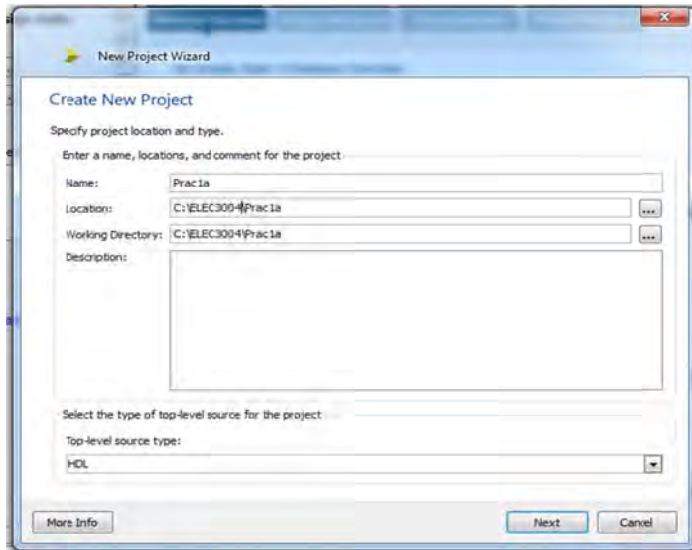 New Project Wizard
Create New Project
Specify project location and type.
Enter a name, locations, and comment for the project
Name: Prac1a
Location: C:\ELEC3004\Prac1a ...
Working Directory: C:\ELEC3004\Prac1a ...
Description:
Select the type of top-level source for the project
Top-level source type:
HDL
More Info Next Cancel